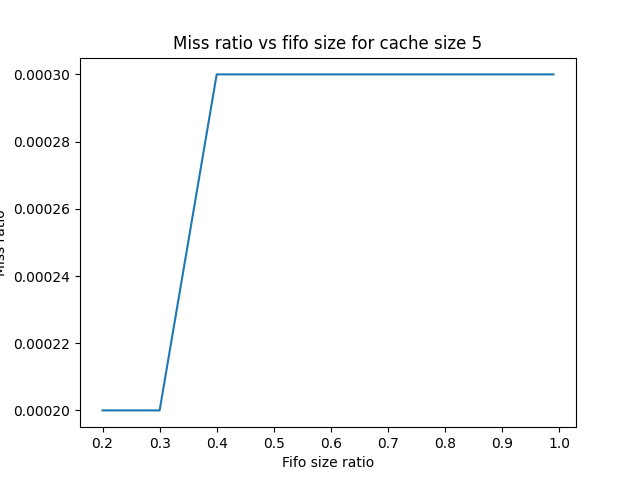 Miss ratio vs fifo size for cache size 5
0.00030
0.00028
0.00026
0.00024
0.00022
0.00020
Miss ratio
0.2 0.3 0.4 0.5 0.6 0.7 0.8 0.9 1.0
Fifo size ratio